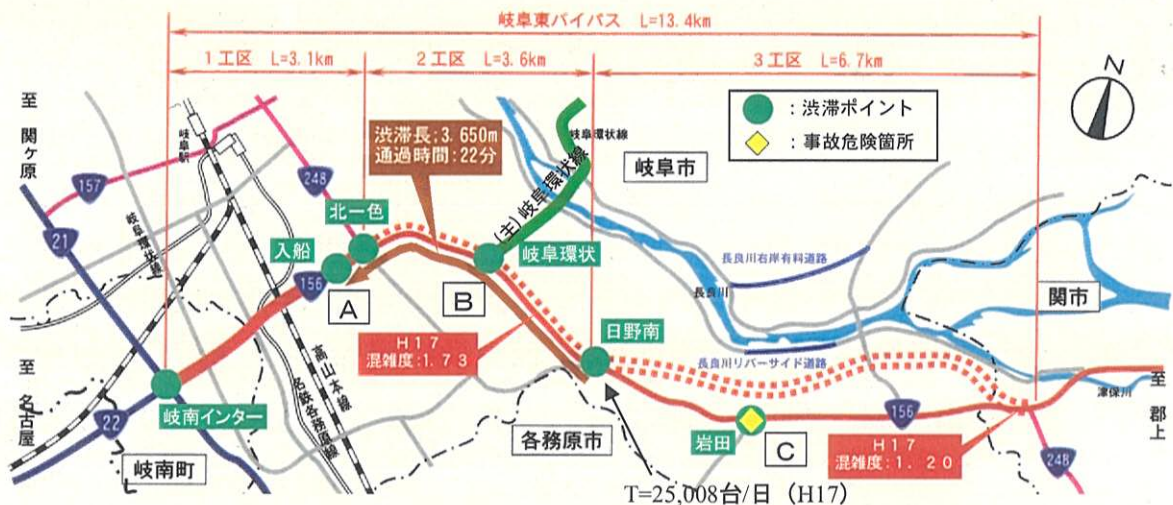 岐阜東バイパス L=13.4km
1工区 L=3.1km
2工区 L=3.6km
3工区 L=6.7km
N
至 関ヶ原
岐阜駅
157
248
21
岐阜環状線
渋滞長;3.650m
通過時間:22分
岐阜環状線
(主)岐阜環状線
岐阜市
:渋滞ポイント
:事故危険箇所
北一色
入船
156
A
B
岐阜環状
長良川右岸有料道路
長良川
関市
H17
混雑度:1.73
日野南
長良川リバーサイド道路
高山本線
名鉄各務原線
至 名古屋
22
岐南インター
岐南町
各務原市
岩田
C
156
津保川
至 郡上
H17
混雑度:1.20
248
T=25,008台/日(H17)